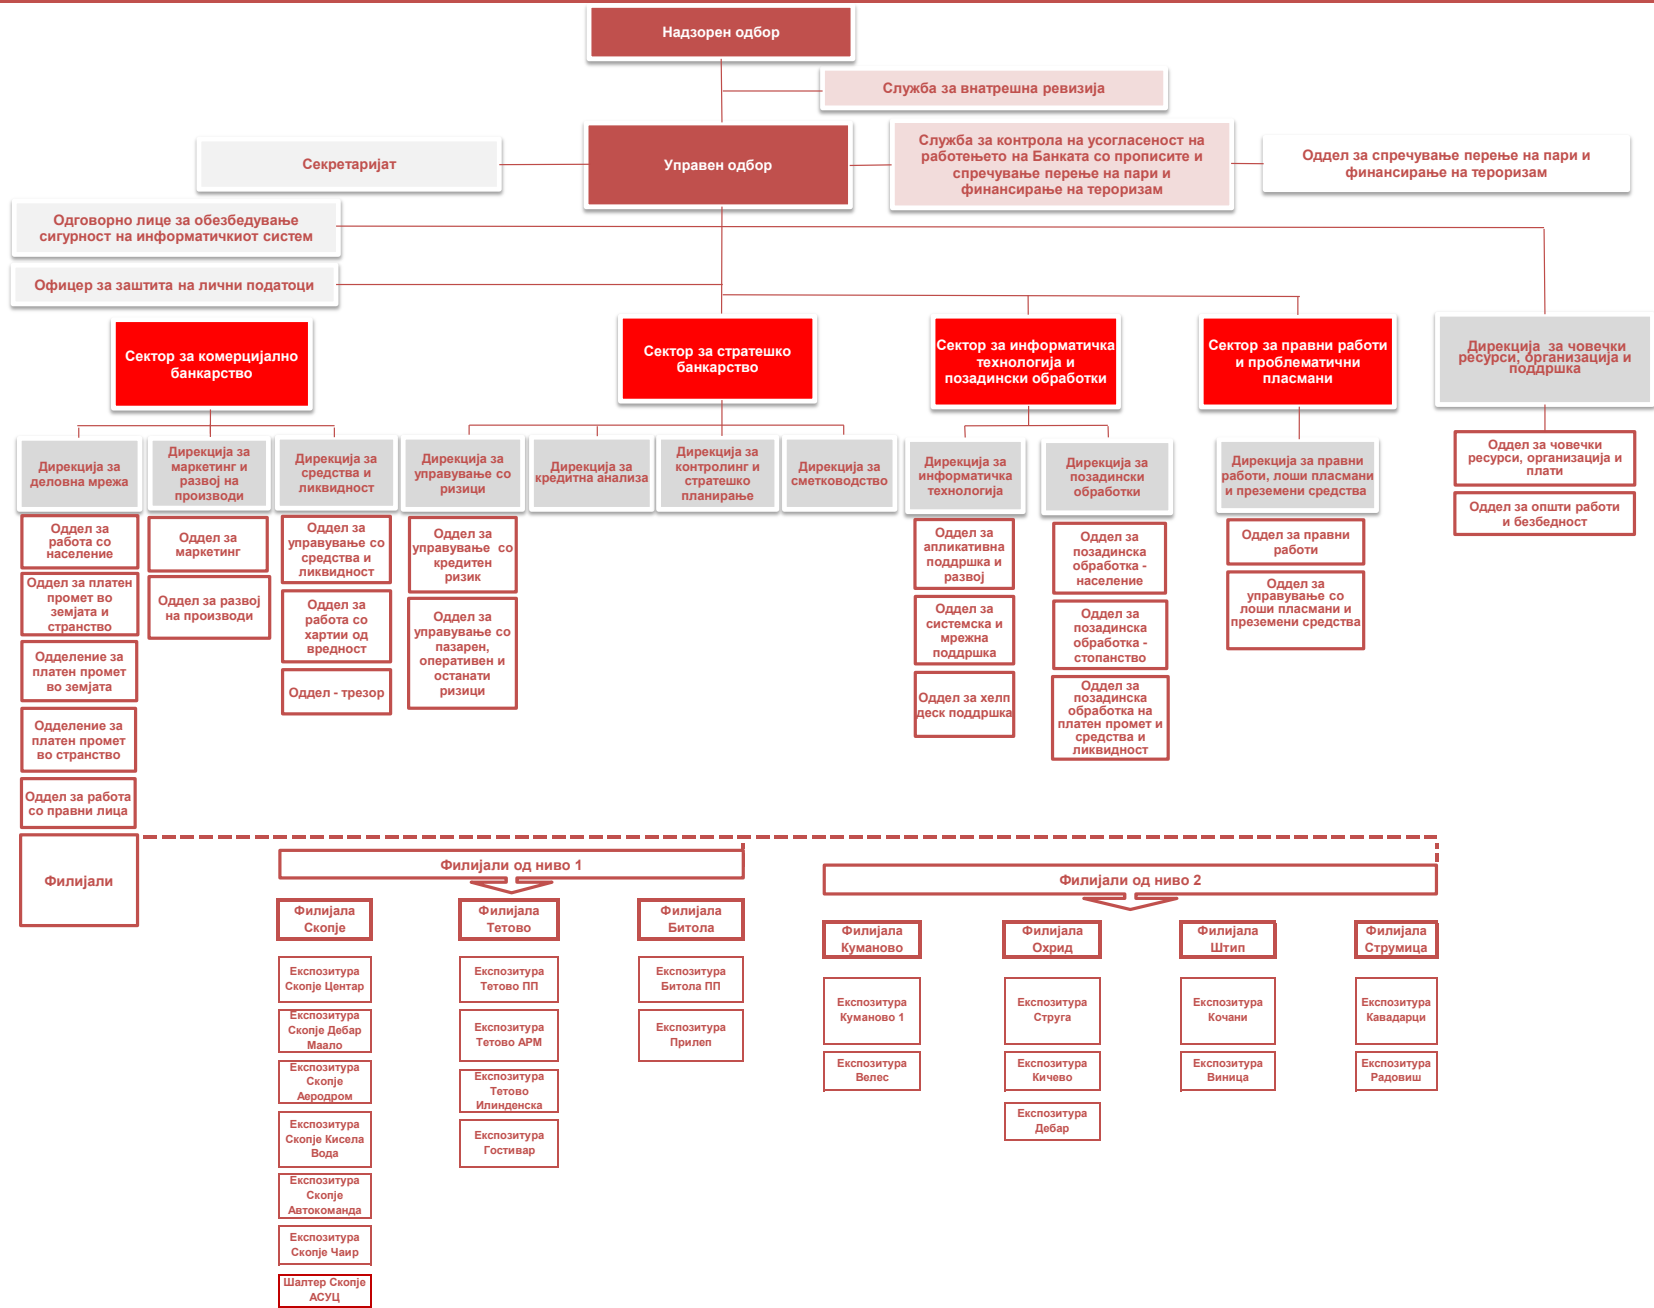 Надзорен одбор
Служба за внатрешна ревизија
Секретаријат
Управен одбор
Служба за контрола на усогласеност на
работењето на Банката со прописите и
спречување перење на пари и
финансирање на тероризам
Оддел за спречување перење на пари и
финансирање на тероризам
Одговорно лице за обезбедување
сигурност на информатичкиот систем
Офицер за заштита на лични податоци
Сектор за комерцијално
банкарство
Сектор за стратешко
банкарство
Сектор за информатичка
технологија и
позадински обработки
Сектор за правни работи
и проблематични
пласмани
Дирекција  за човечки
ресурси, организација и
поддршка
Дирекција за
деловна мрежа
Дирекција за
маркетинг и
развој на
производи
Дирекција за
средства и
ликвидност
Дирекција за
управување со
ризици
Дирекција за
кредитна анализа
Дирекција за
контролинг и
стратешко
планирање
Дирекција за
сметководство
Дирекција за
информатичка
технологија
Дирекција за
позадински
обработки
Дирекција за правни
работи, лоши пласмани
и преземени средства
Оддел за човечки
ресурси, организација и
плати
Оддел за општи работи
и безбедност
Оддел за
работа со
население
Оддел за платен
промет во
земјата и
странство
Одделение за
платен промет
во земјата
Одделение за
платен промет
во странство
Оддел за работа
со правни лица
Филијали
Оддел за
маркетинг
Оддел за развој
на производи
Оддел за
управување со
средства и
ликвидност
Оддел за
работа со
хартии од
вредност
Оддел - трезор
Оддел за
управување  со
кредитен
ризик
Оддел за
управување со
пазарен,
оперативен и
останати
ризици
Оддел за
апликативна
поддршка и
развој
Оддел за
системска и
мрежна
поддршка
Оддел за хелп
деск поддршка
Оддел за
позадинска
обработка -
население
Оддел за
позадинска
обработка -
стопанство
Оддел за
позадинска
обработка на
платен промет и
средства и
ликвидност
Оддел за правни
работи
Оддел за
управување со
лоши пласмани и
преземени средства
Филијали од ниво 1
Филијали од ниво 2
Филијала
Скопје
Експозитура
Скопје Центар
Експозитура
Скопје Дебар
Маало
Експозитура
Скопје
Аеродром
Експозитура
Скопје Кисела
Вода
Експозитура
Скопје
Автокоманда
Експозитура
Скопје Чаир
Шалтер Скопје
АСУЦ
Филијала
Тетово
Експозитура
Тетово ПП
Експозитура
Тетово АРМ
Експозитура
Тетово
Илинденска
Експозитура
Гостивар
Филијала
Битола
Експозитура
Битола ПП
Експозитура
Прилеп
Филијала
Куманово
Експозитура
Куманово 1
Експозитура
Велес
Филијала
Охрид
Експозитура
Струга
Експозитура
Кичево
Експозитура
Дебар
Филијала
Штип
Експозитура
Кочани
Експозитура
Виница
Филијала
Струмица
Експозитура
Кавадарци
Експозитура
Радовиш